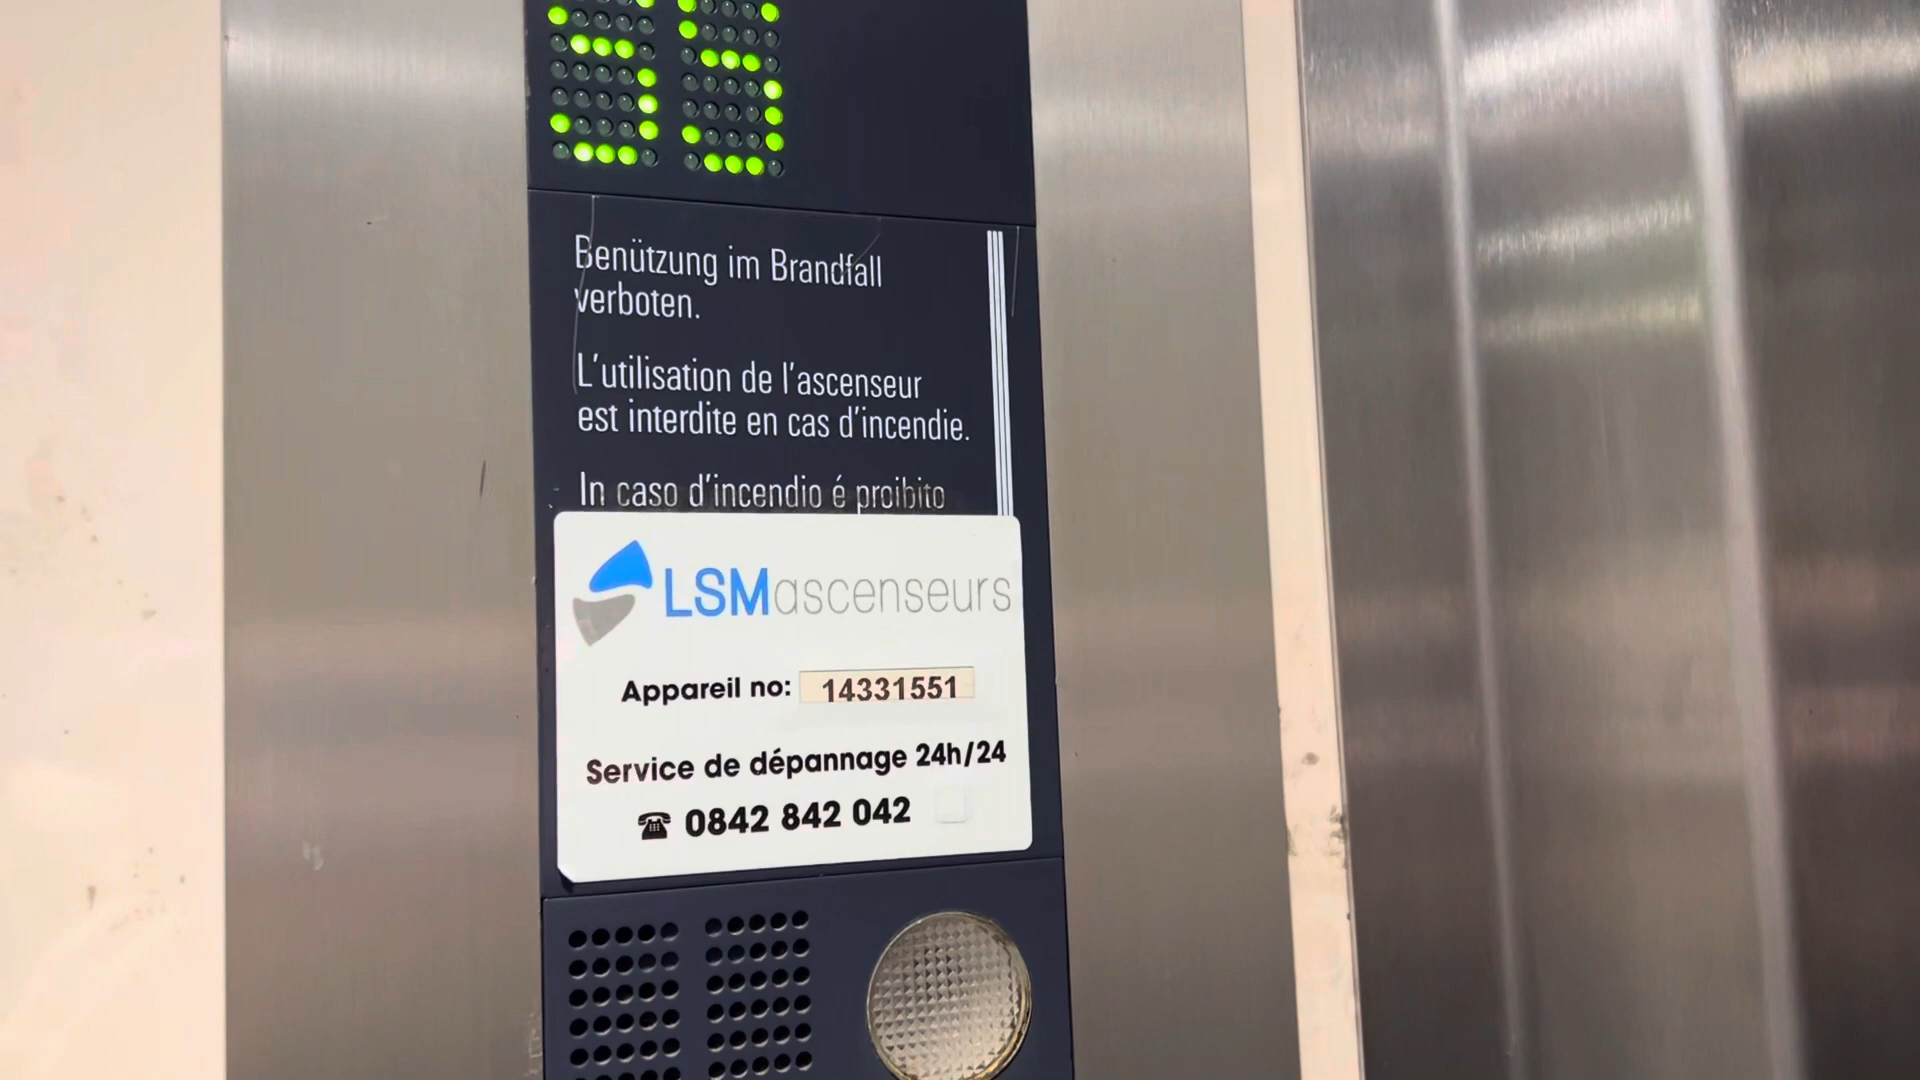 Benützung im Brandfall
verboten.
L'utilisation de l'ascenseur
est interdite en cas d'incendie.
In caso d'incendio é proibito
LSMascenseurs
Appareil no: 14331551
Service de dépannage 24h/24
☎ 0842 842 042